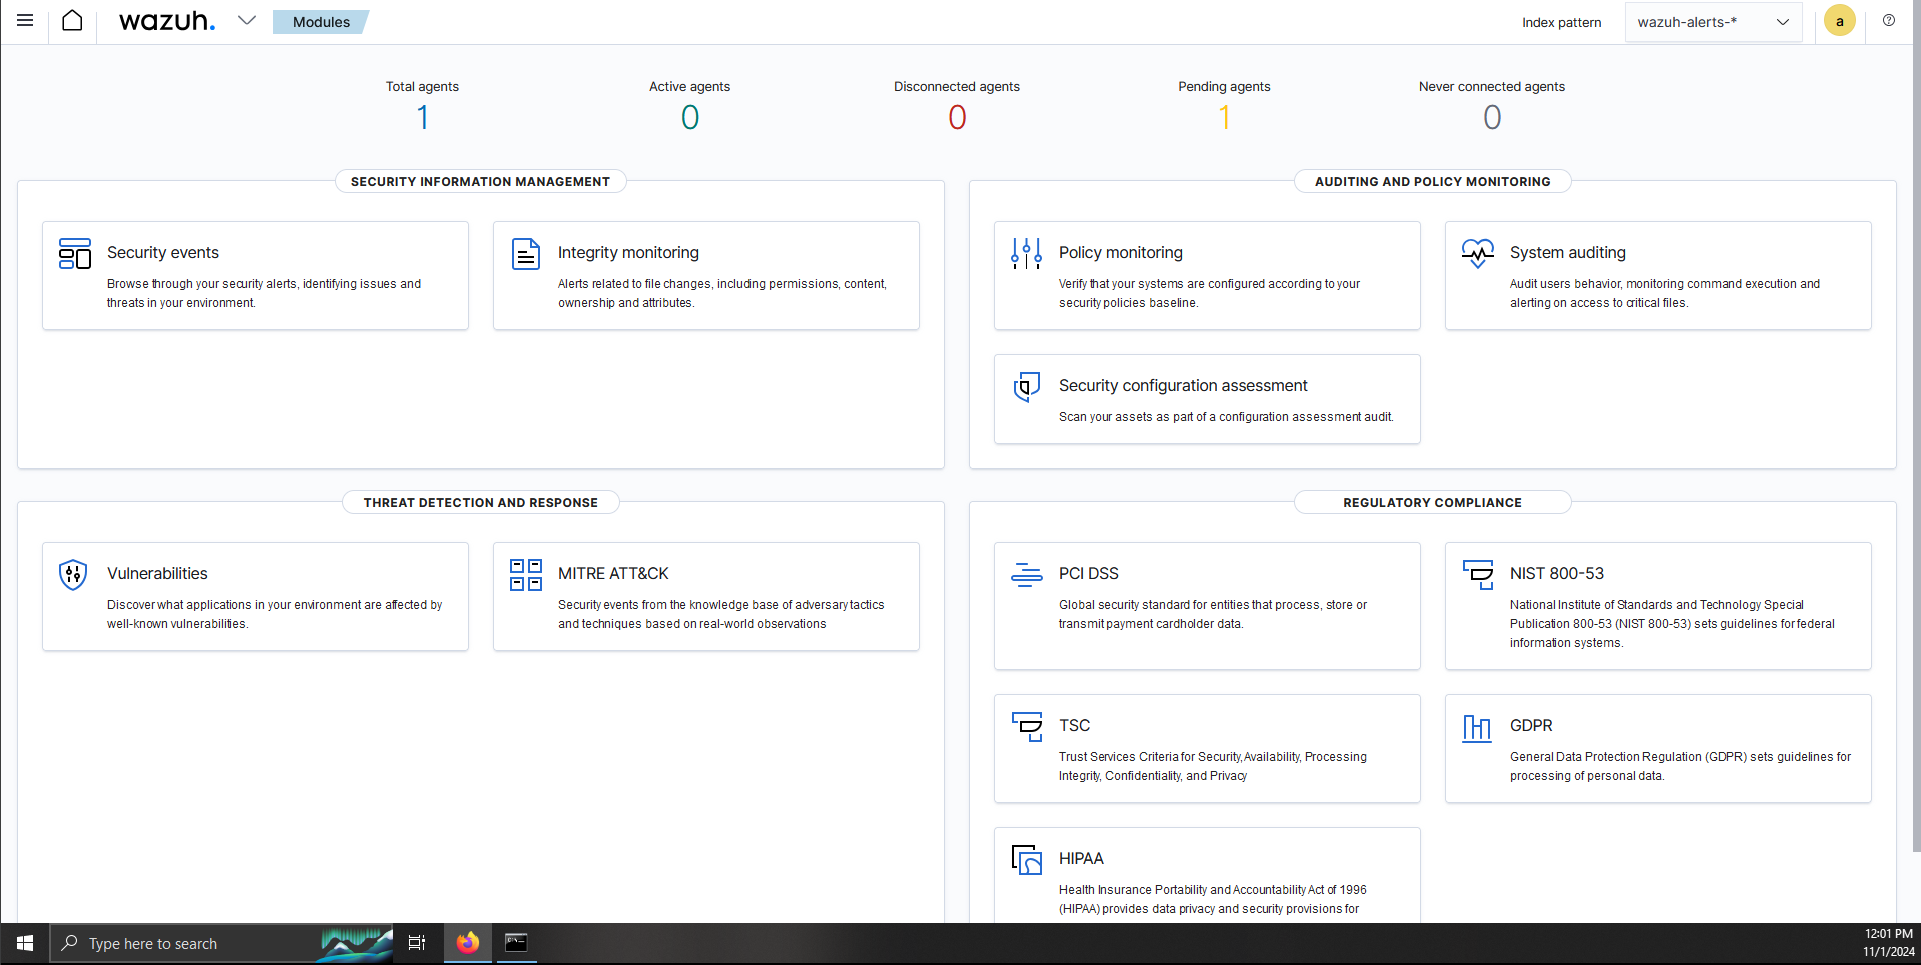 wazuh.
Modules
Index pattern
wazuh-alerts-*
a
Total agents
1
Active agents
0
Disconnected agents
0
Pending agents
1
Never connected agents
0
SECURITY INFORMATION MANAGEMENT
Security events
Browse through your security alerts, identifying issues and
threats in your environment.
Integrity monitoring
Alerts related to file changes, including permissions, content,
ownership and attributes.
AUDITING AND POLICY MONITORING
Policy monitoring
Verify that your systems are configured according to your
security policies baseline.
System auditing
Audit users behavior, monitoring command execution and
alerting on access to critical files.
Security configuration assessment
Scan your assets as part of a configuration assessment audit.
THREAT DETECTION AND RESPONSE
Vulnerabilities
Discover what applications in your environment are affected by
well-known vulnerabilities.
MITRE ATT&CK
Security events from the knowledge base of adversary tactics
and techniques based on real-world observations
REGULATORY COMPLIANCE
PCI DSS
Global security standard for entities that process, store or
transmit payment cardholder data.
NIST 800-53
National Institute of Standards and Technology Special
Publication 800-53 (NIST 800-53) sets guidelines for federal
information systems.
TSC
Trust Services Criteria for Security, Availability, Processing
Integrity, Confidentiality, and Privacy
GDPR
General Data Protection Regulation (GDPR) sets guidelines for
processing of personal data.
HIPAA
Health Insurance Portability and Accountability Act of 1996
(HIPAA) provides data privacy and security provisions for
Type here to search
12:01 PM
11/1/2024